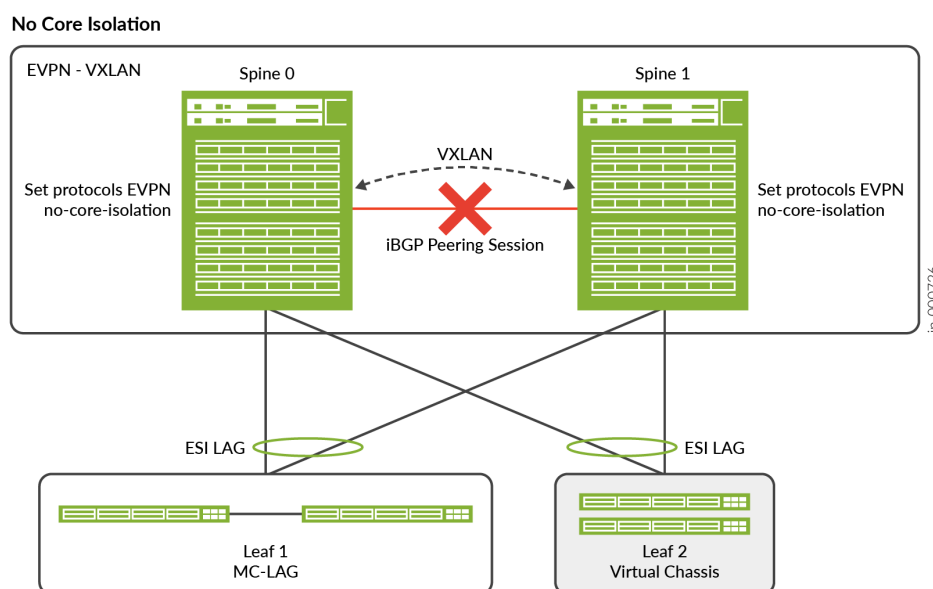 No Core Isolation
EVPN - VXLAN
Spine 0
Spine 1
VXLAN
Set protocols EVPN
no-core-isolation
Set protocols EVPN
no-core-isolation
iBGP Peering Session
ESI LAG
ESI LAG
Leaf 1
MC-LAG
Leaf 2
Virtual Chassis